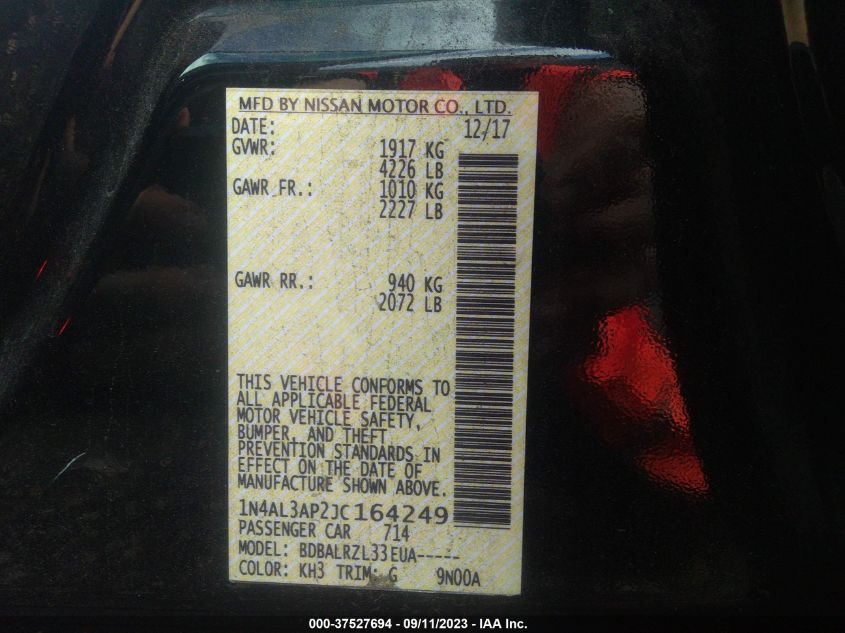 MFD BY NISSAN MOTOR CO., LTD.
DATE: 12/17
GVWR: 1917 KG
4226 LB
GAWR FR.: 1010 KG
2227 LB
GAWR RR.: 940 KG
2072 LB
THIS VEHICLE CONFORMS TO
ALL APPLICABLE FEDERAL
MOTOR VEHICLE SAFETY,
BUMPER, AND THEFT
PREVENTION STANDARDS IN
EFFECT ON THE DATE OF
MANUFACTURE SHOWN ABOVE.
1N4AL3AP2JC164249
PASSENGER CAR 714
MODEL: BDBALRZL33EUA-----
COLOR: KH3 TRIM: G 9N00A
000-37527694 - 09/11/2023 - IAA Inc.